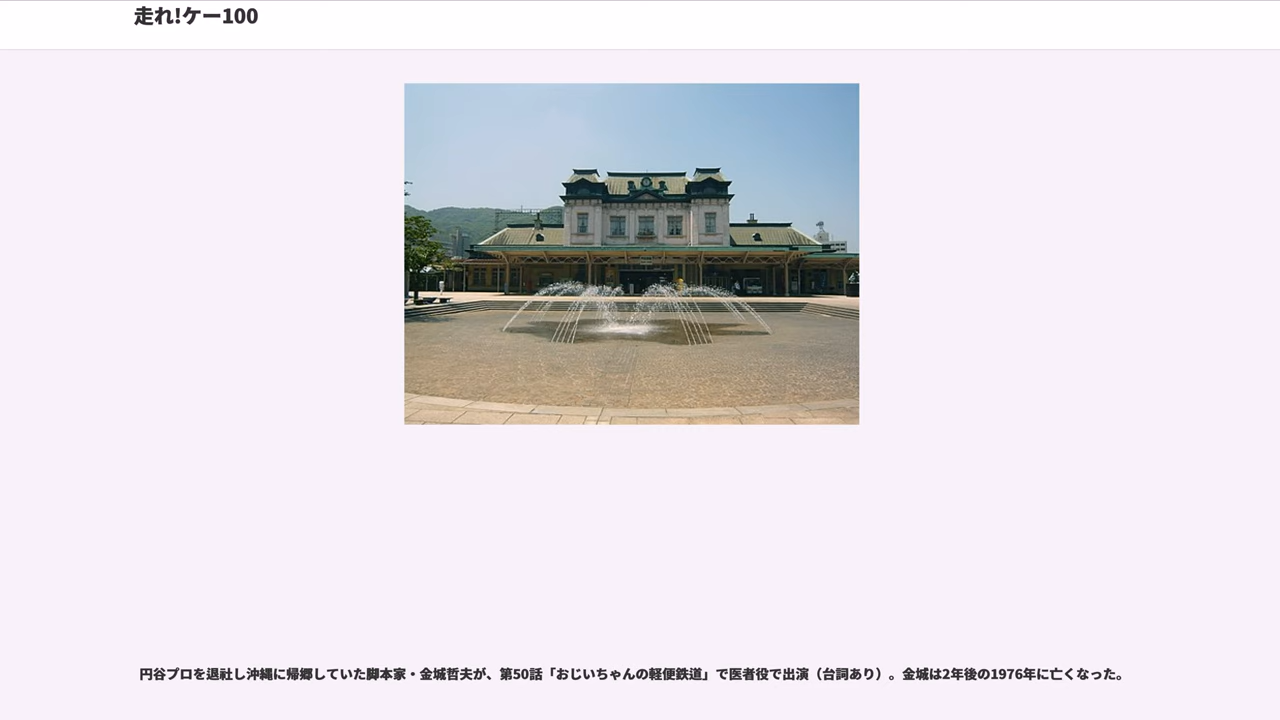 走れ!ケー100
円谷プロを退社し沖縄に帰郷していた脚本家・金城哲夫が、第50話「おじいちゃんの軽便鉄道」で医者役で出演（台詞あり）。金城は2年後の1976年に亡くなった。